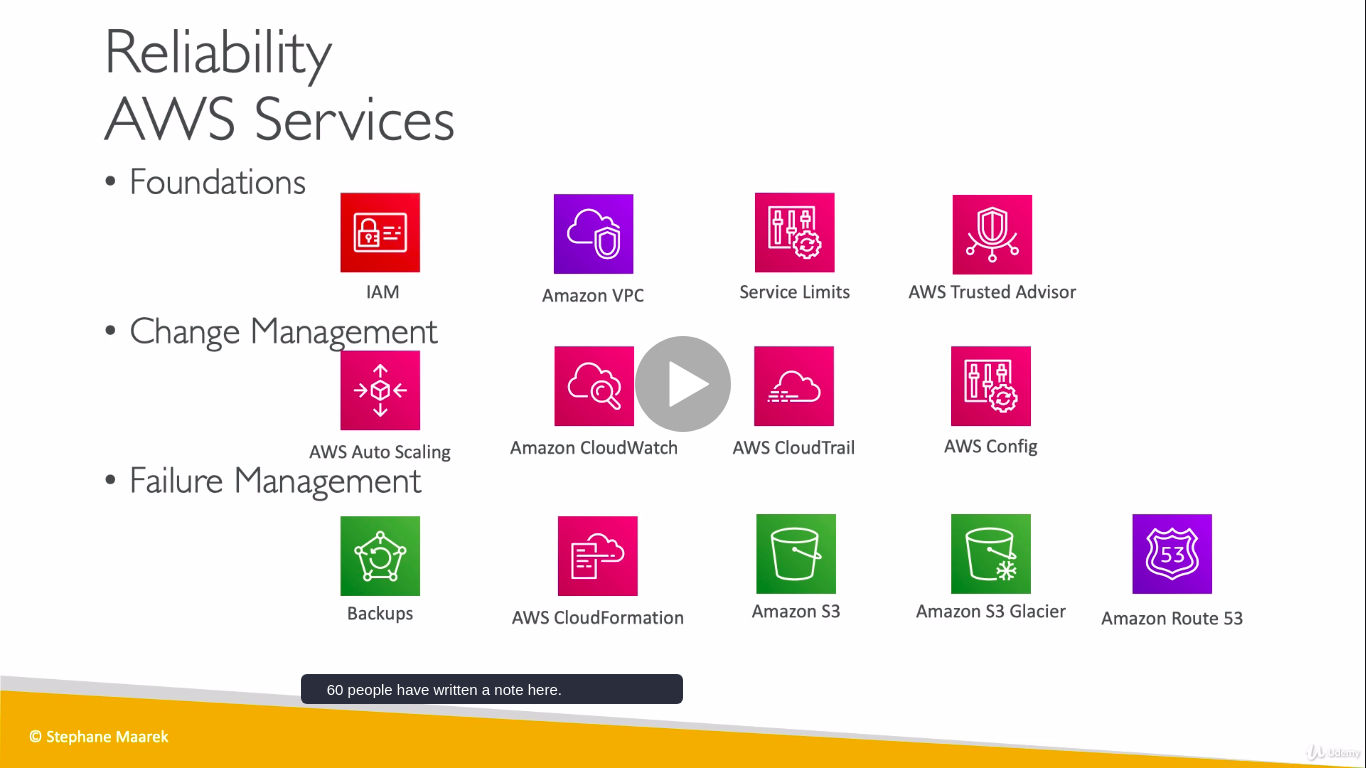 Reliability
AWS Services
• Foundations
IAM
Amazon VPC
Service Limits
AWS Trusted Advisor
• Change Management
AWS Auto Scaling
Amazon CloudWatch
AWS CloudTrail
AWS Config
• Failure Management
Backups
AWS CloudFormation
Amazon S3
Amazon S3 Glacier
53
Amazon Route 53
60 people have written a note here.
© Stephane Maarek
Udemy